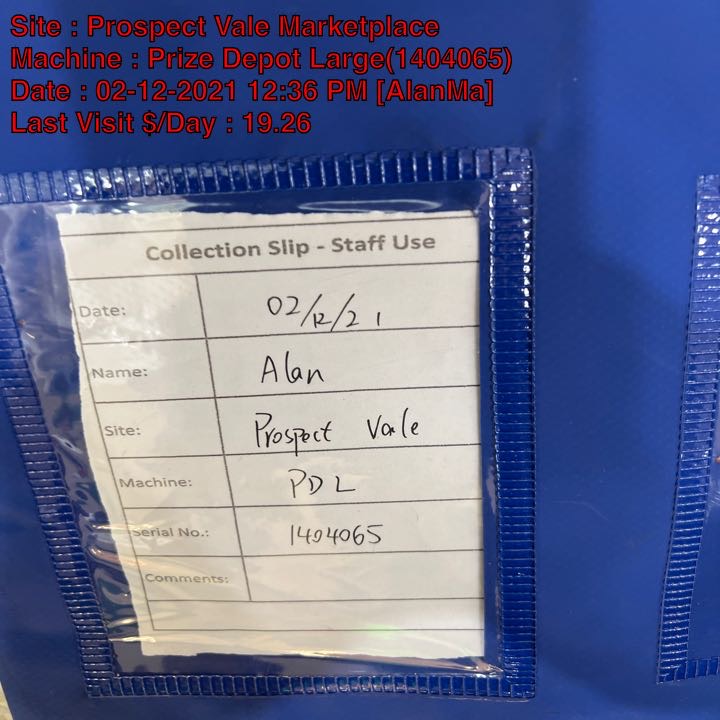 Site : Prospect Vale Marketplace
Machine : Prize Depot Large(1404065)
Date : 02-12-2021 12:36 PM [AlanMa]
Last Visit $/Day : 19.26
Collection Slip - Staff Use
Date: 02/12/21
Name: Alan
Site: Prospect Vale
Machine: PDL
Serial No.: 1404065
Comments: